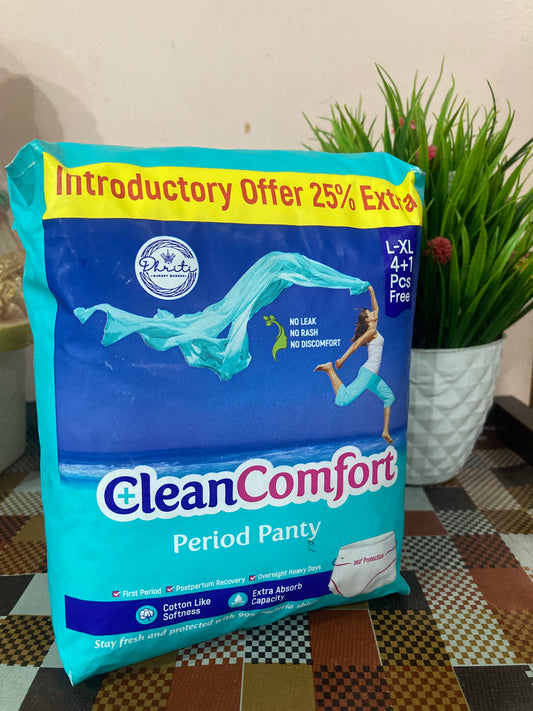 Introductory Offer 25% Extra
Dhriti
L-XL
4+1
Pcs
Free
NO LEAK
NO RASH
NO DISCOMFORT
CleanComfort
Period Panty
360° Protection
First Period Postpartum Recovery Overnight Heavy Days
Cotton Like
Softness
Extra Absorb
Capacity
Stay fresh and protected with 99% bacteria